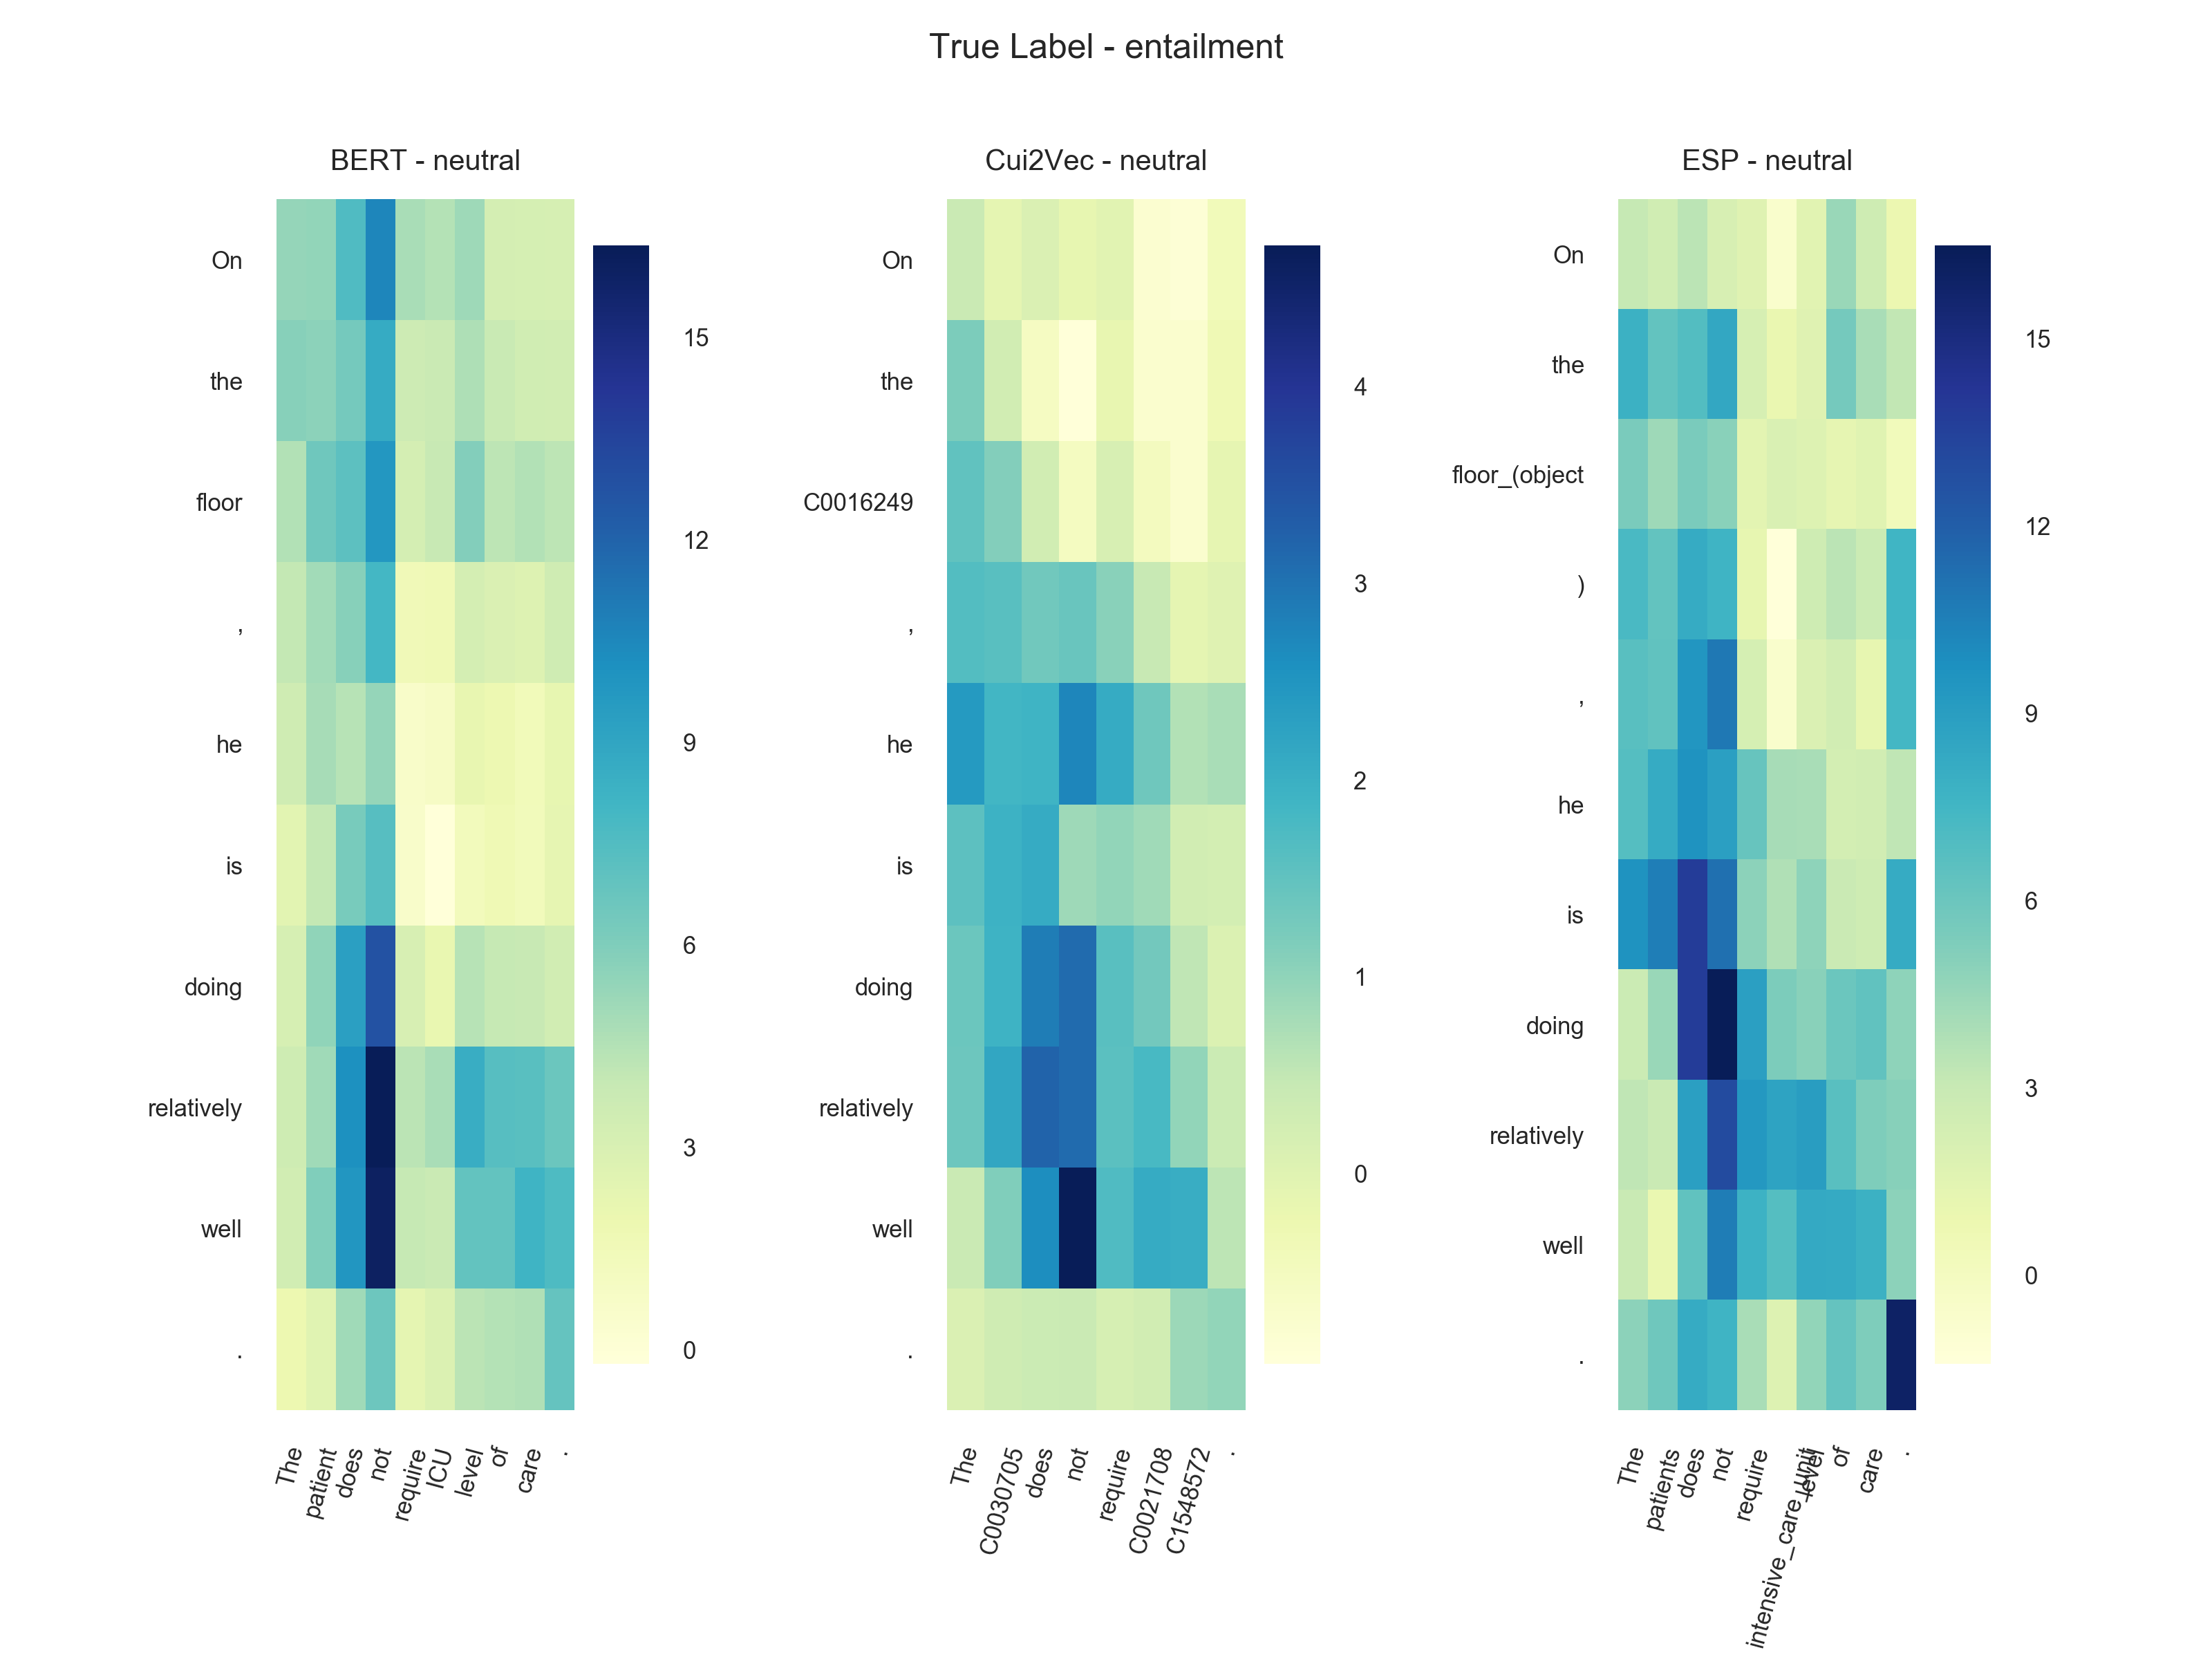 True Label - entailment
BERT - neutral
On
the
floor
,
he
is
doing
relatively
well
.
The
patient
does
not
require
ICU
level
of
care
.
15
12
9
6
3
0
Cui2Vec - neutral
On
the
C0016249
,
he
is
doing
relatively
well
.
The
C0030705
does
not
require
C0021708
C1548572
.
4
3
2
1
0
ESP - neutral
On
the
floor_(object
)
,
he
is
doing
relatively
well
.
The
patients
does
not
require
intensive_care_unit
level
of
care
.
15
12
9
6
3
0